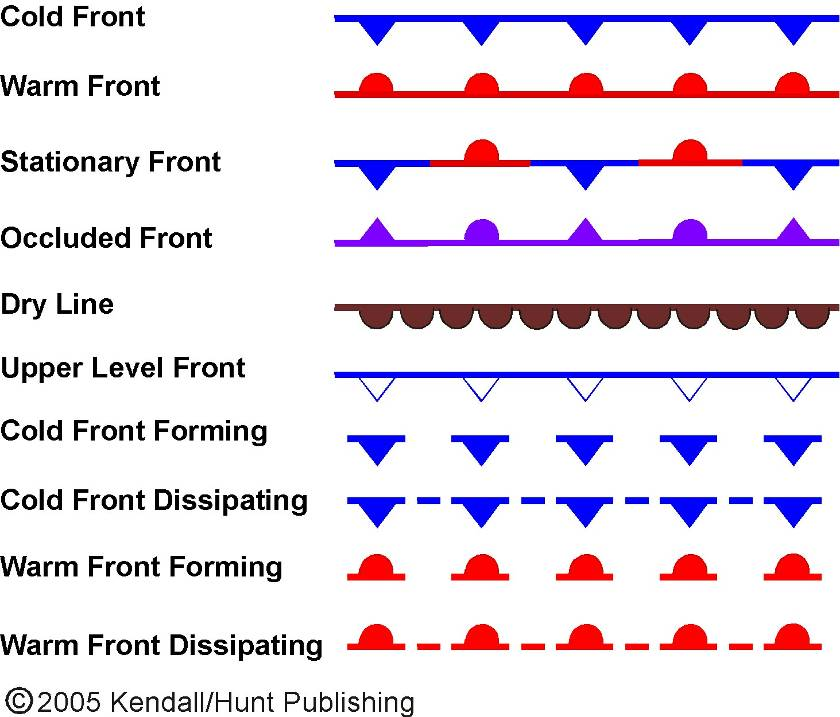 Cold Front
Warm Front
Stationary Front
Occluded Front
Dry Line
Upper Level Front
Cold Front Forming
Cold Front Dissipating
Warm Front Forming
Warm Front Dissipating
©2005 Kendall/Hunt Publishing